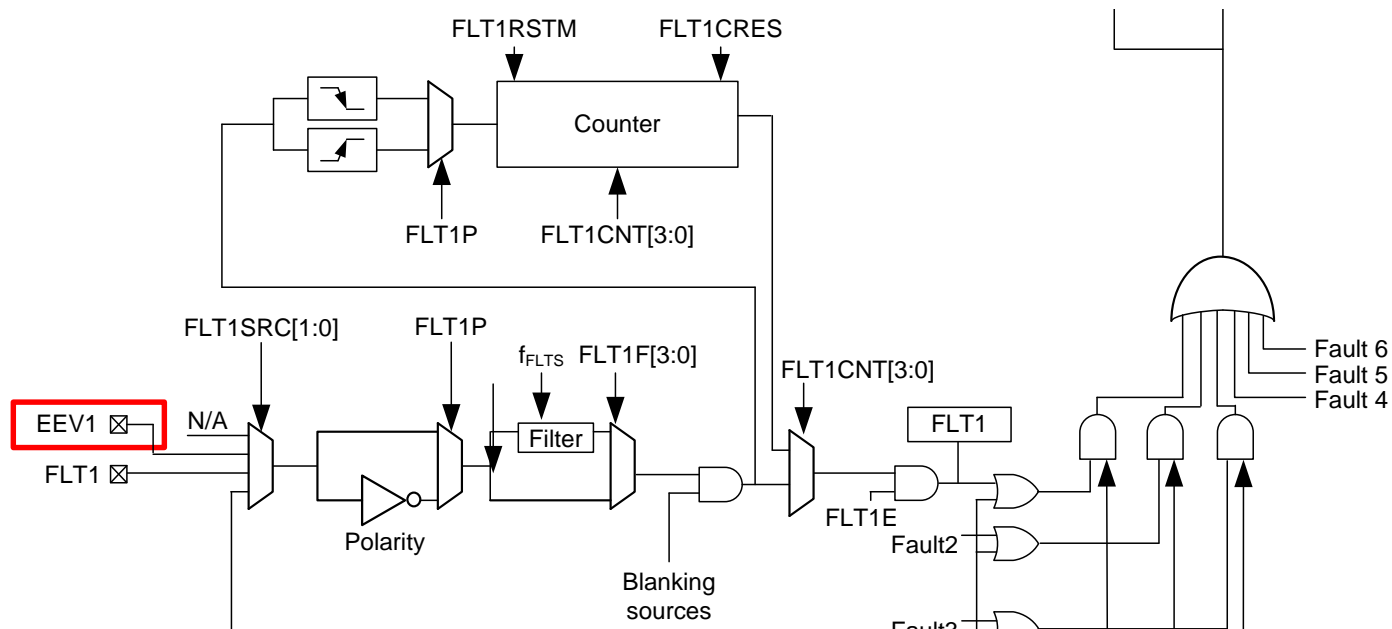 FLT1RSTM
FLT1CRES
Counter
FLT1P
FLT1CNT[3:0]
FLT1SRC[1:0]
FLT1P
fFLTS
FLT1F[3:0]
FLT1CNT[3:0]
EEV1
N/A
FLT1
Filter
Polarity
Blanking
sources
FLT1
FLT1E
Fault2
Fault3
Fault 6
Fault 5
Fault 4